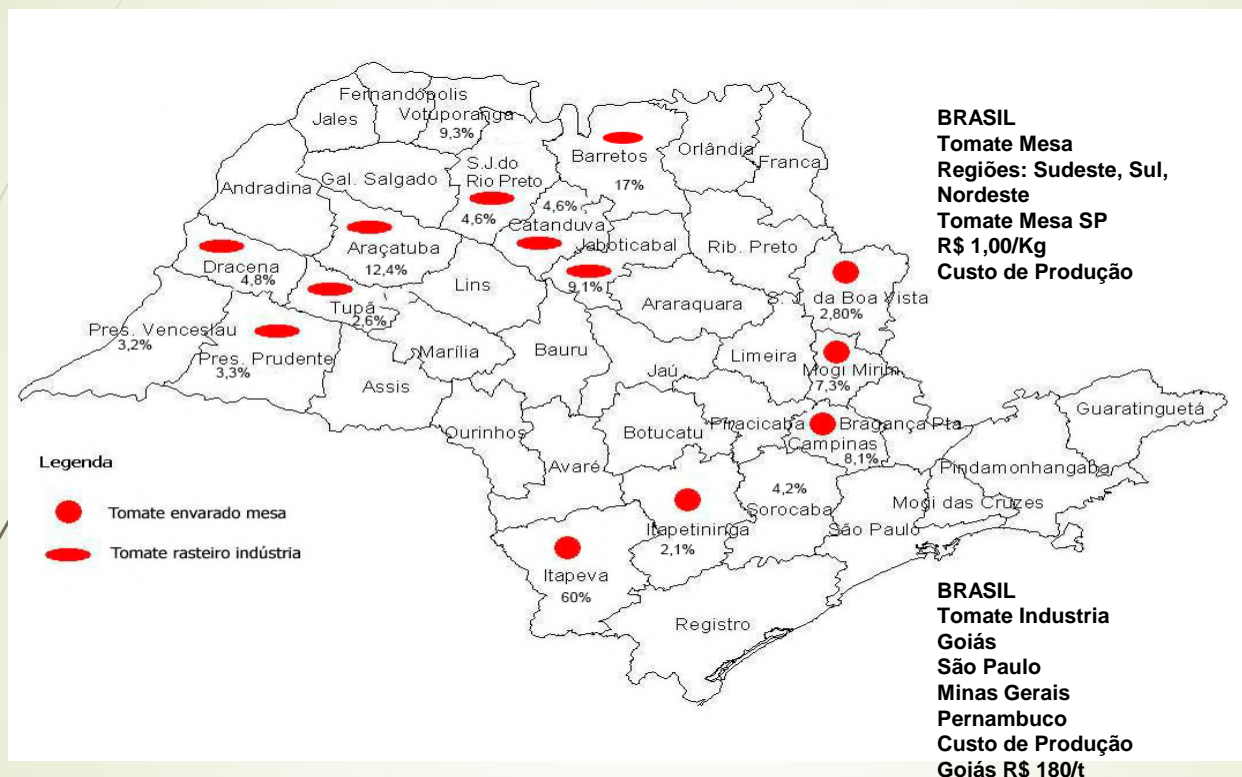 Fernandópolis
Jales
Votuporanga
9,3%
S.J.do
Rio Preto
4,6%
Barretos
17%
Orlândia
Franca
Andradina
Gal. Salgado
4,6%
Catanduva
Jaboticabal
9,1%
Rib. Preto
Araçatuba
12,4%
Dracena
4,8%
Lins
Araraquara
S. J. da Boa Vista
2,80%
Tupã
2,6%
Pres. Venceslau
3,2%
Pres. Prudente
3,3%
Marília
Bauru
Jaú
Limeira
Mogi Mirim
7,3%
Assis
Ourinhos
Botucatu
Piracicaba
Bragança Pta
Campinas
8,1%
Guaratinguetá
Avaré
Pindamonhangaba
4,2%
Sorocaba
Mogi das Cruzes
São Paulo
Itapetininga
2,1%
Itapeva
60%
Registro
Legenda
Tomate envarado mesa
Tomate rasteiro indústria
BRASIL
Tomate Mesa
Regiões: Sudeste, Sul,
Nordeste
Tomate Mesa SP
R$ 1,00/Kg
Custo de Produção
BRASIL
Tomate Industria
Goiás
São Paulo
Minas Gerais
Pernambuco
Custo de Produção
Goiás R$ 180/t